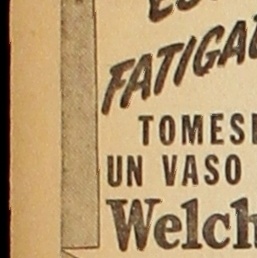 FATIGA
TOMESE
UN VASO
Welch